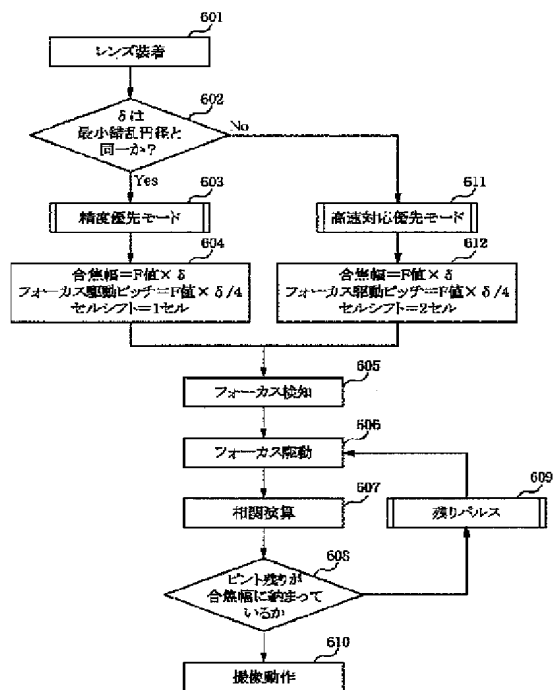 601
レンズ装着
602
δは
最小錯乱円径と
同一か?
No
Yes
603
精度優先モード
611
高速対応優先モード
604
合焦幅=F値×δ
フォーカス駆動ピッチ=F値×δ/4
セルシフト=1セル
612
合焦幅=F値×δ
フォーカス駆動ピッチ=F値×δ/4
セルシフト=2セル
605
フォーカス検知
606
フォーカス駆動
607
相関演算
609
残りパルス
608
ピント残りが
合焦幅に納まって
いるか
610
撮像動作